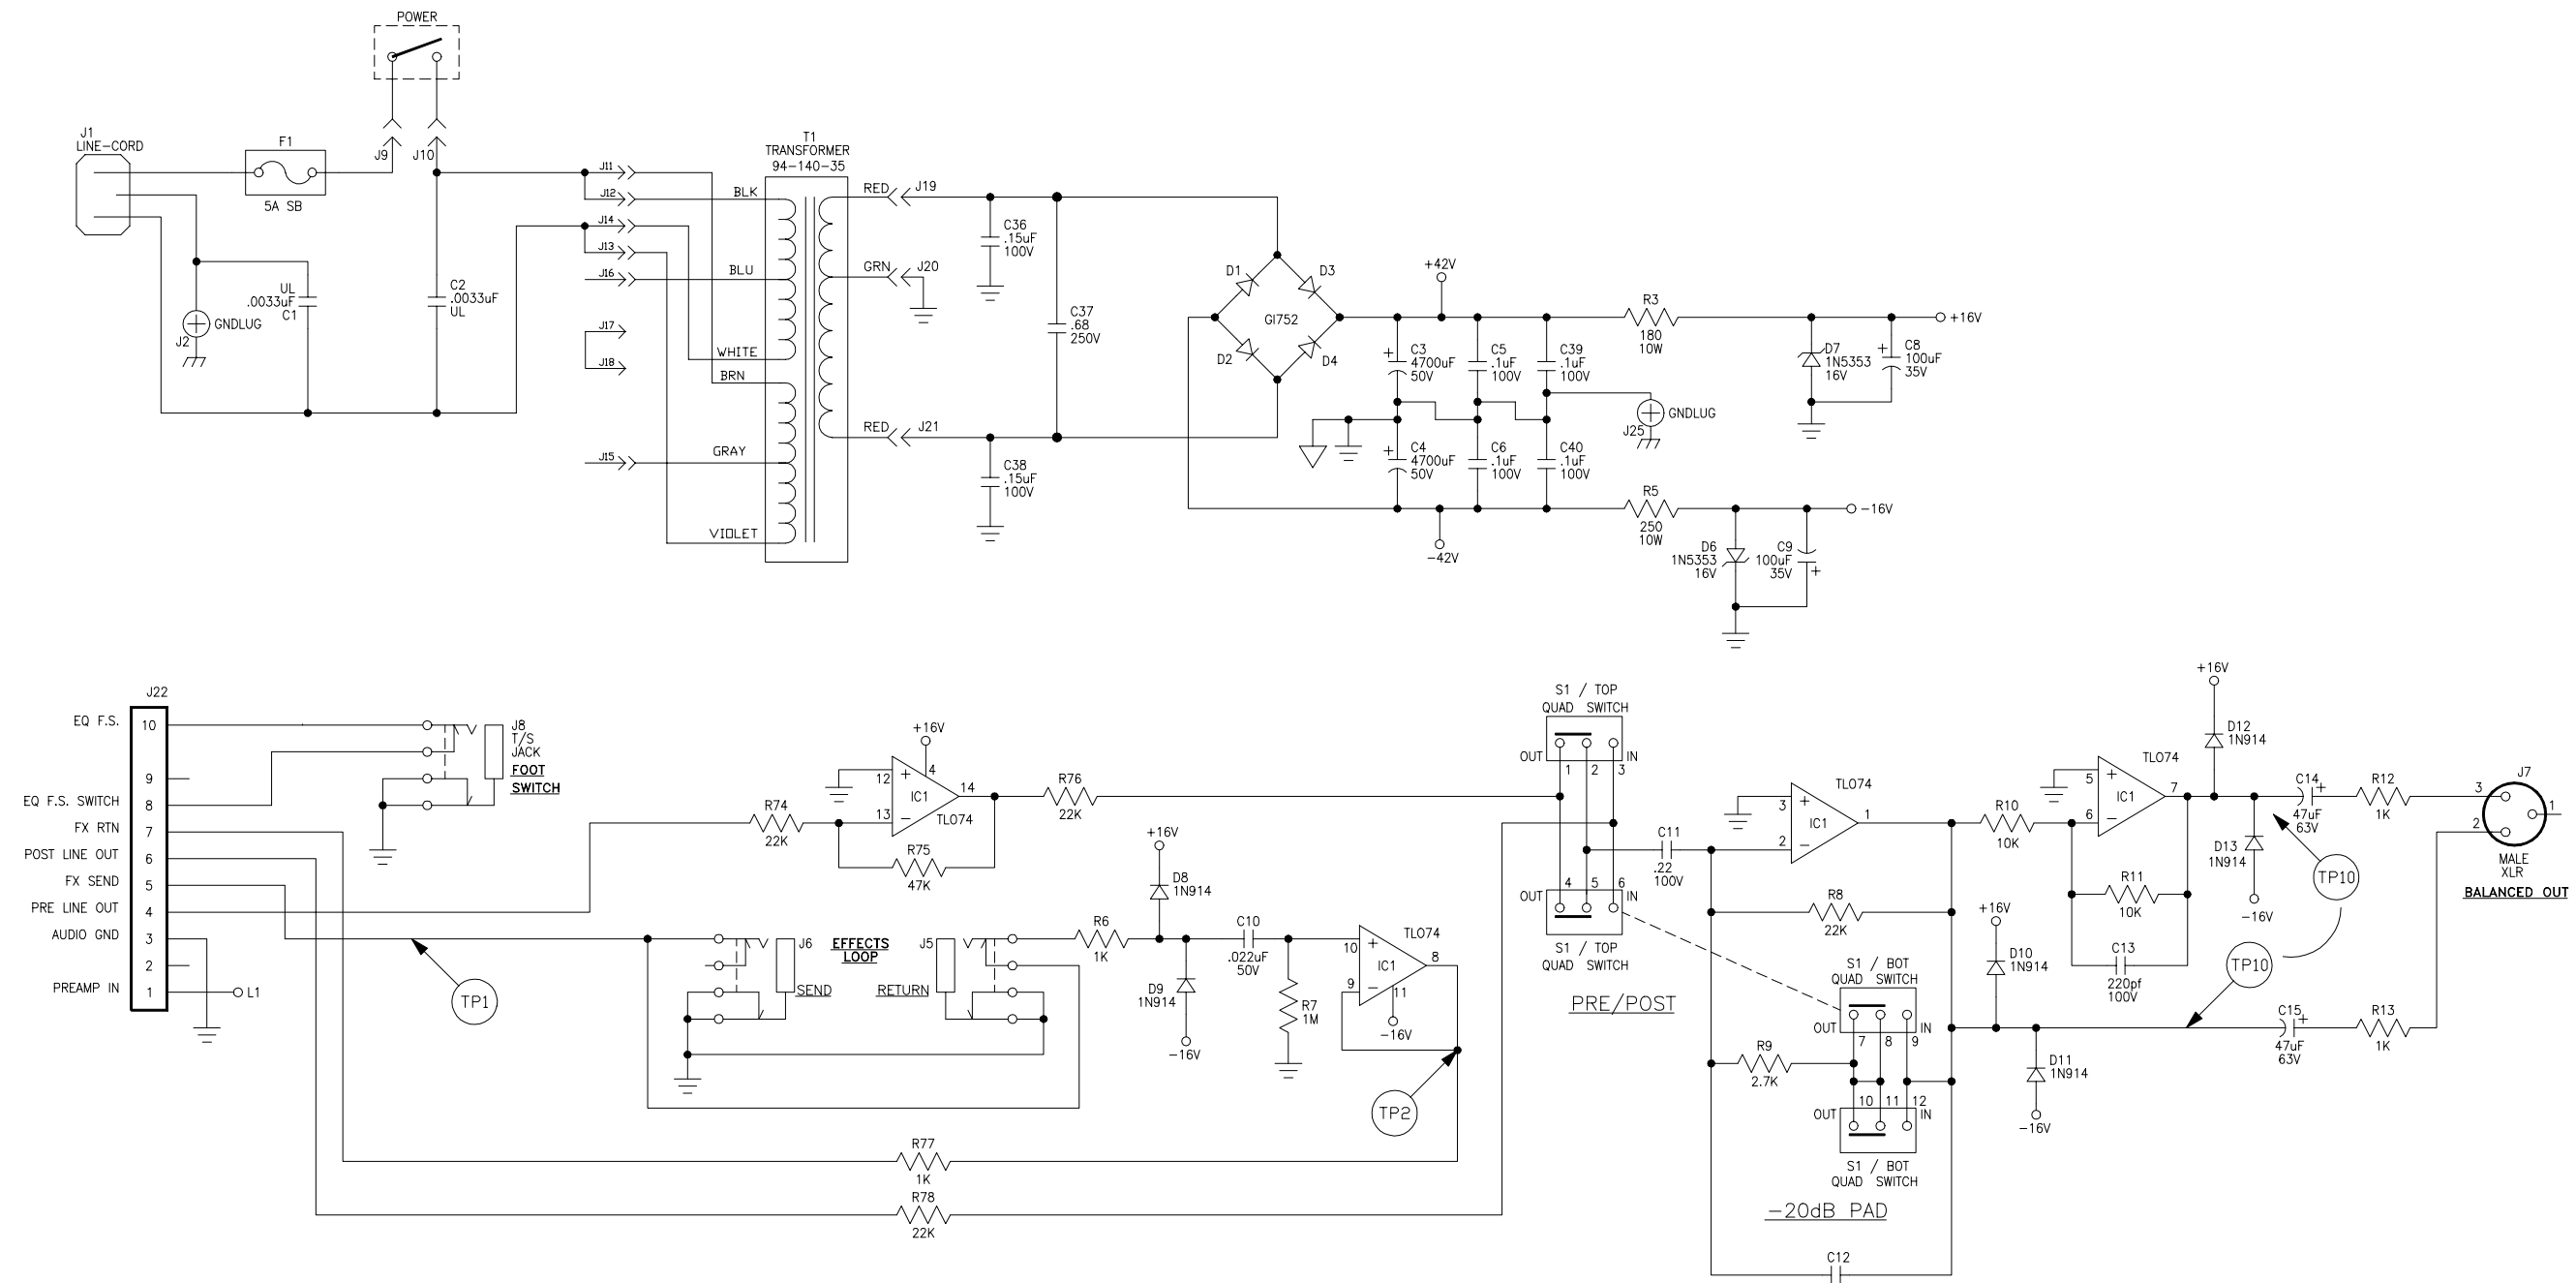 POWER
J9
J10
J1
LINE-CORD
F1
5A SB
UL
.0033uF
C1
GNDLUG
J2
C2
.0033uF
UL
J11
J12
J14
J13
J16
J17
J18
J15
T1
TRANSFORMER
94-140-35
BLK
BLU
WHITE
BRN
GRAY
VIOLET
RED
J19
GRN
J20
RED
J21
C36
.15uF
100V
C37
.68
250V
C38
.15uF
100V
D1
D3
GI752
D2
D4
+42V
C3
4700uF
50V
C5
.1uF
100V
C39
.1uF
100V
C4
4700uF
50V
C6
.1uF
100V
C40
.1uF
100V
-42V
GNDLUG
J25
R3
180
10W
D7
1N5353
16V
C8
100uF
35V
+16V
R5
250
10W
D6
1N5353
16V
C9
100uF
35V
-16V
J22
EQ F.S. 10
9
EQ F.S. SWITCH 8
FX RTN 7
POST LINE OUT 6
FX SEND 5
PRE LINE OUT 4
AUDIO GND 3
2
PREAMP IN 1
L1
J8
T/S
JACK
FOOT
SWITCH
TP1
R74
22K
+16V
4
12
13
14
IC1
TL074
R75
47K
R76
22K
J6
SEND
EFFECTS
LOOP
J5
RETURN
R6
1K
+16V
D8
1N914
D9
1N914
-16V
C10
.022uF
50V
R7
1M
TL074
10
9
8
IC1
11
-16V
TP2
R77
1K
R78
22K
S1 / TOP
QUAD SWITCH
OUT
IN
1 2 3
4 5 6
OUT
IN
S1 / TOP
QUAD SWITCH
PRE/POST
C11
.22
100V
TL074
3
2
1
IC1
R8
22K
S1 / BOT
QUAD SWITCH
OUT
IN
7 8 9
R9
2.7K
10 11 12
OUT
IN
S1 / BOT
QUAD SWITCH
-20dB PAD
C12
R10
10K
TL074
5
6
7
IC1
R11
10K
C13
220pf
100V
+16V
D10
1N914
D11
1N914
-16V
+16V
D12
1N914
D13
1N914
-16V
C14
47uF
63V
R12
1K
TP10
TP10
C15
47uF
63V
R13
1K
J7
3
2
1
MALE
XLR
BALANCED OUT